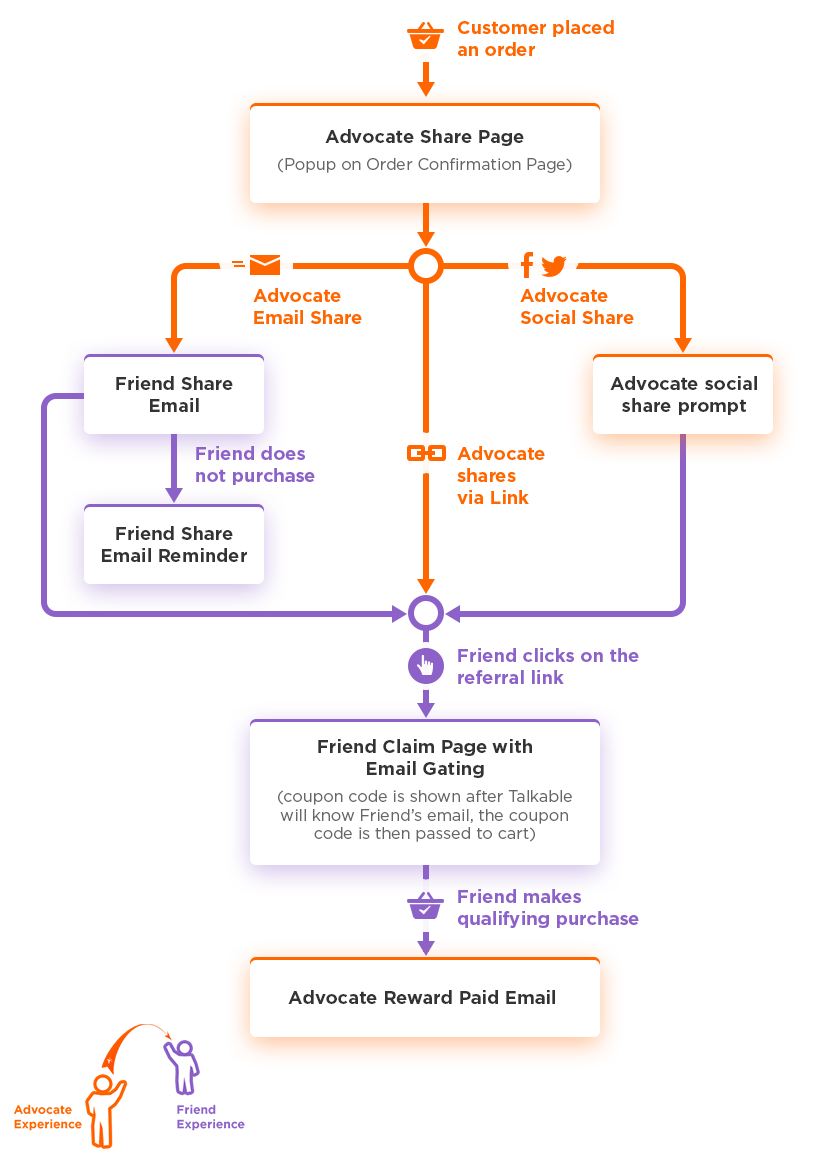 Customer placed
an order
Advocate Share Page
(Popup on Order Confirmation Page)
Advocate
Email Share
Advocate
Social Share
Friend Share
Email
Advocate social
share prompt
Friend does
not purchase
Advocate
shares
via Link
Friend Share
Email Reminder
Friend clicks on the
referral link
Friend Claim Page with
Email Gating
(coupon code is shown after Talkable
will know Friend’s email, the coupon
code is then passed to cart)
Friend makes
qualifying purchase
Advocate Reward Paid Email
Advocate
Experience
Friend
Experience